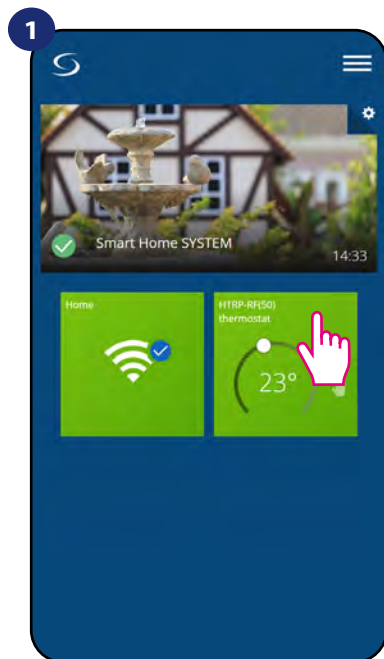 1
Smart Home SYSTEM
14:33
Home
HTRP-RF(50)
thermostat
23°